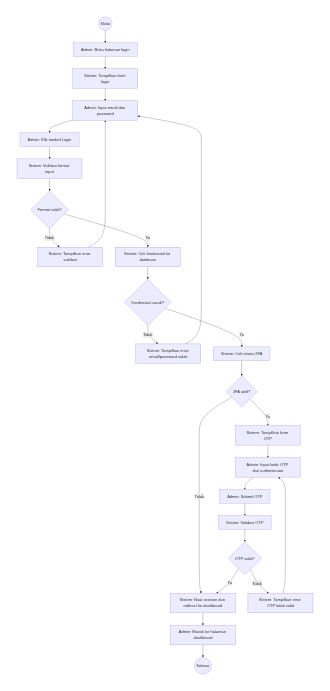 Mulai
Admin: Buka halaman login
Sistem: Tampilkan form
login
Admin: Input email dan
password
Admin: Klik tombol Login
Sistem: Validasi format
input
Format valid?
Tidak
Ya
Sistem: Tampilkan error
validasi
Sistem: Cek kredensial ke
database
Kredensial cocok?
Tidak
Ya
Sistem: Tampilkan error
email/password salah
Sistem: Cek status 2FA
2FA aktif?
Ya
Sistem: Tampilkan form
OTP
Admin: Input kode OTP
dari authenticator
Tidak
Admin: Submit OTP
Sistem: Validasi OTP
OTP valid?
Ya
Tidak
Sistem: Buat session dan
redirect ke dashboard
Sistem: Tampilkan error
OTP tidak valid
Admin: Masuk ke halaman
dashboard
Selesai